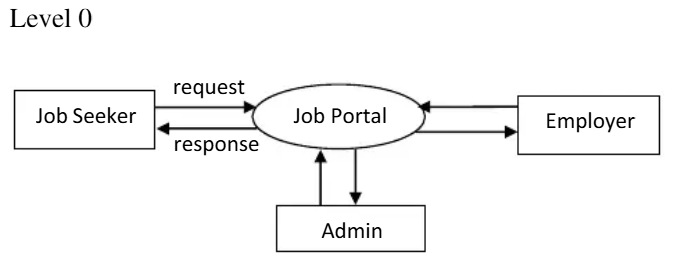 Level 0
request
Job Seeker
Job Portal
Employer
response
Admin